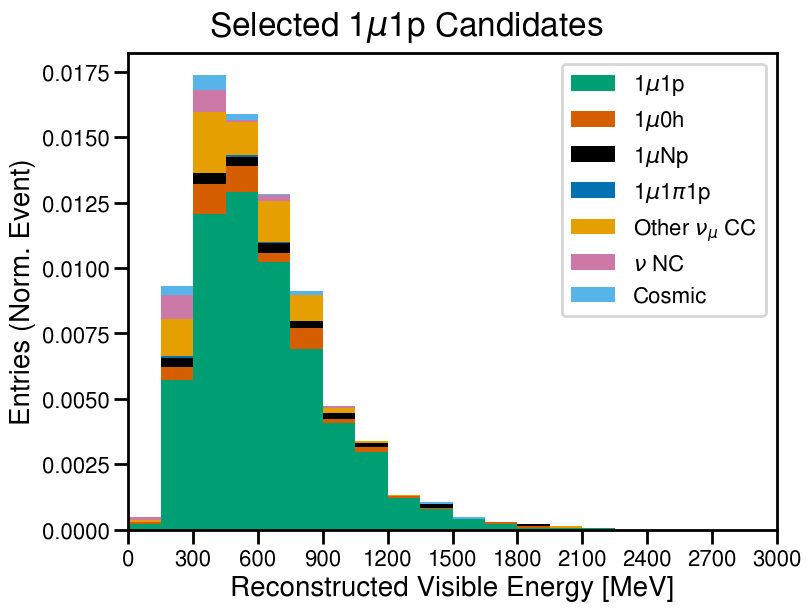 Selected 1μ1p Candidates
Entries (Norm. Event)
0.0175
0.0150
0.0125
0.0100
0.0075
0.0050
0.0025
0.0000
1μ1p
1μ0h
1μNp
1μ1π1p
Other νμ CC
ν NC
Cosmic
0 300 600 900 1200 1500 1800 2100 2400 2700 3000
Reconstructed Visible Energy [MeV]